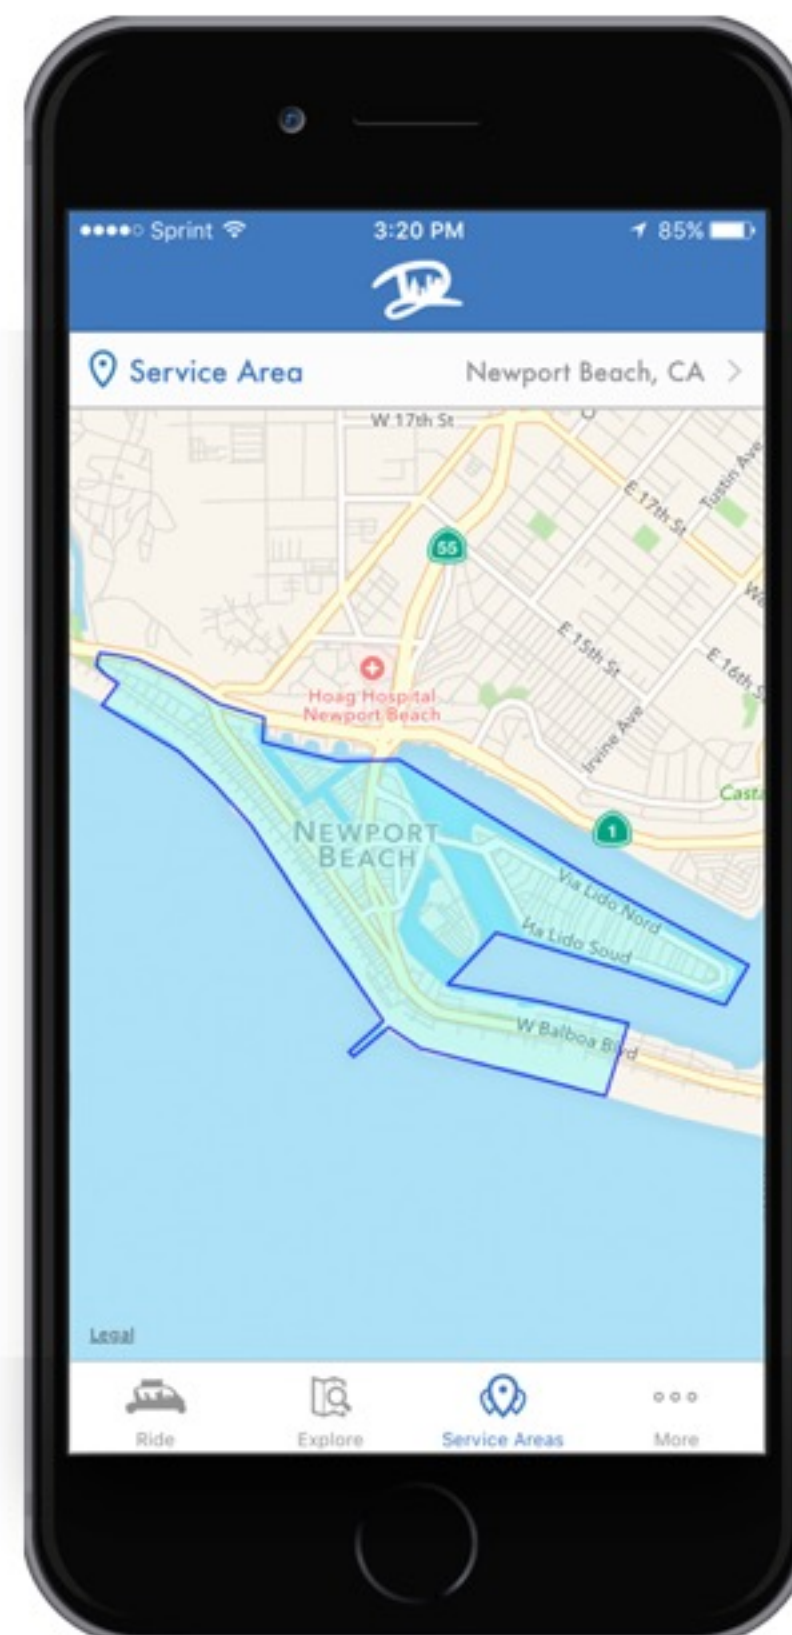 Sprint 3:20 PM 85%
Service Area Newport Beach, CA
W 17th St
Tustin Ave
E 17th St
55
E 15th St
E 16th S
Hoag Hospital
Newport Beach
Irvine Ave
Casta
1
NEWPORT
BEACH
Via Lido Nord
Via Lido Soud
W Balboa Blvd
Legal
Ride Explore Service Areas More